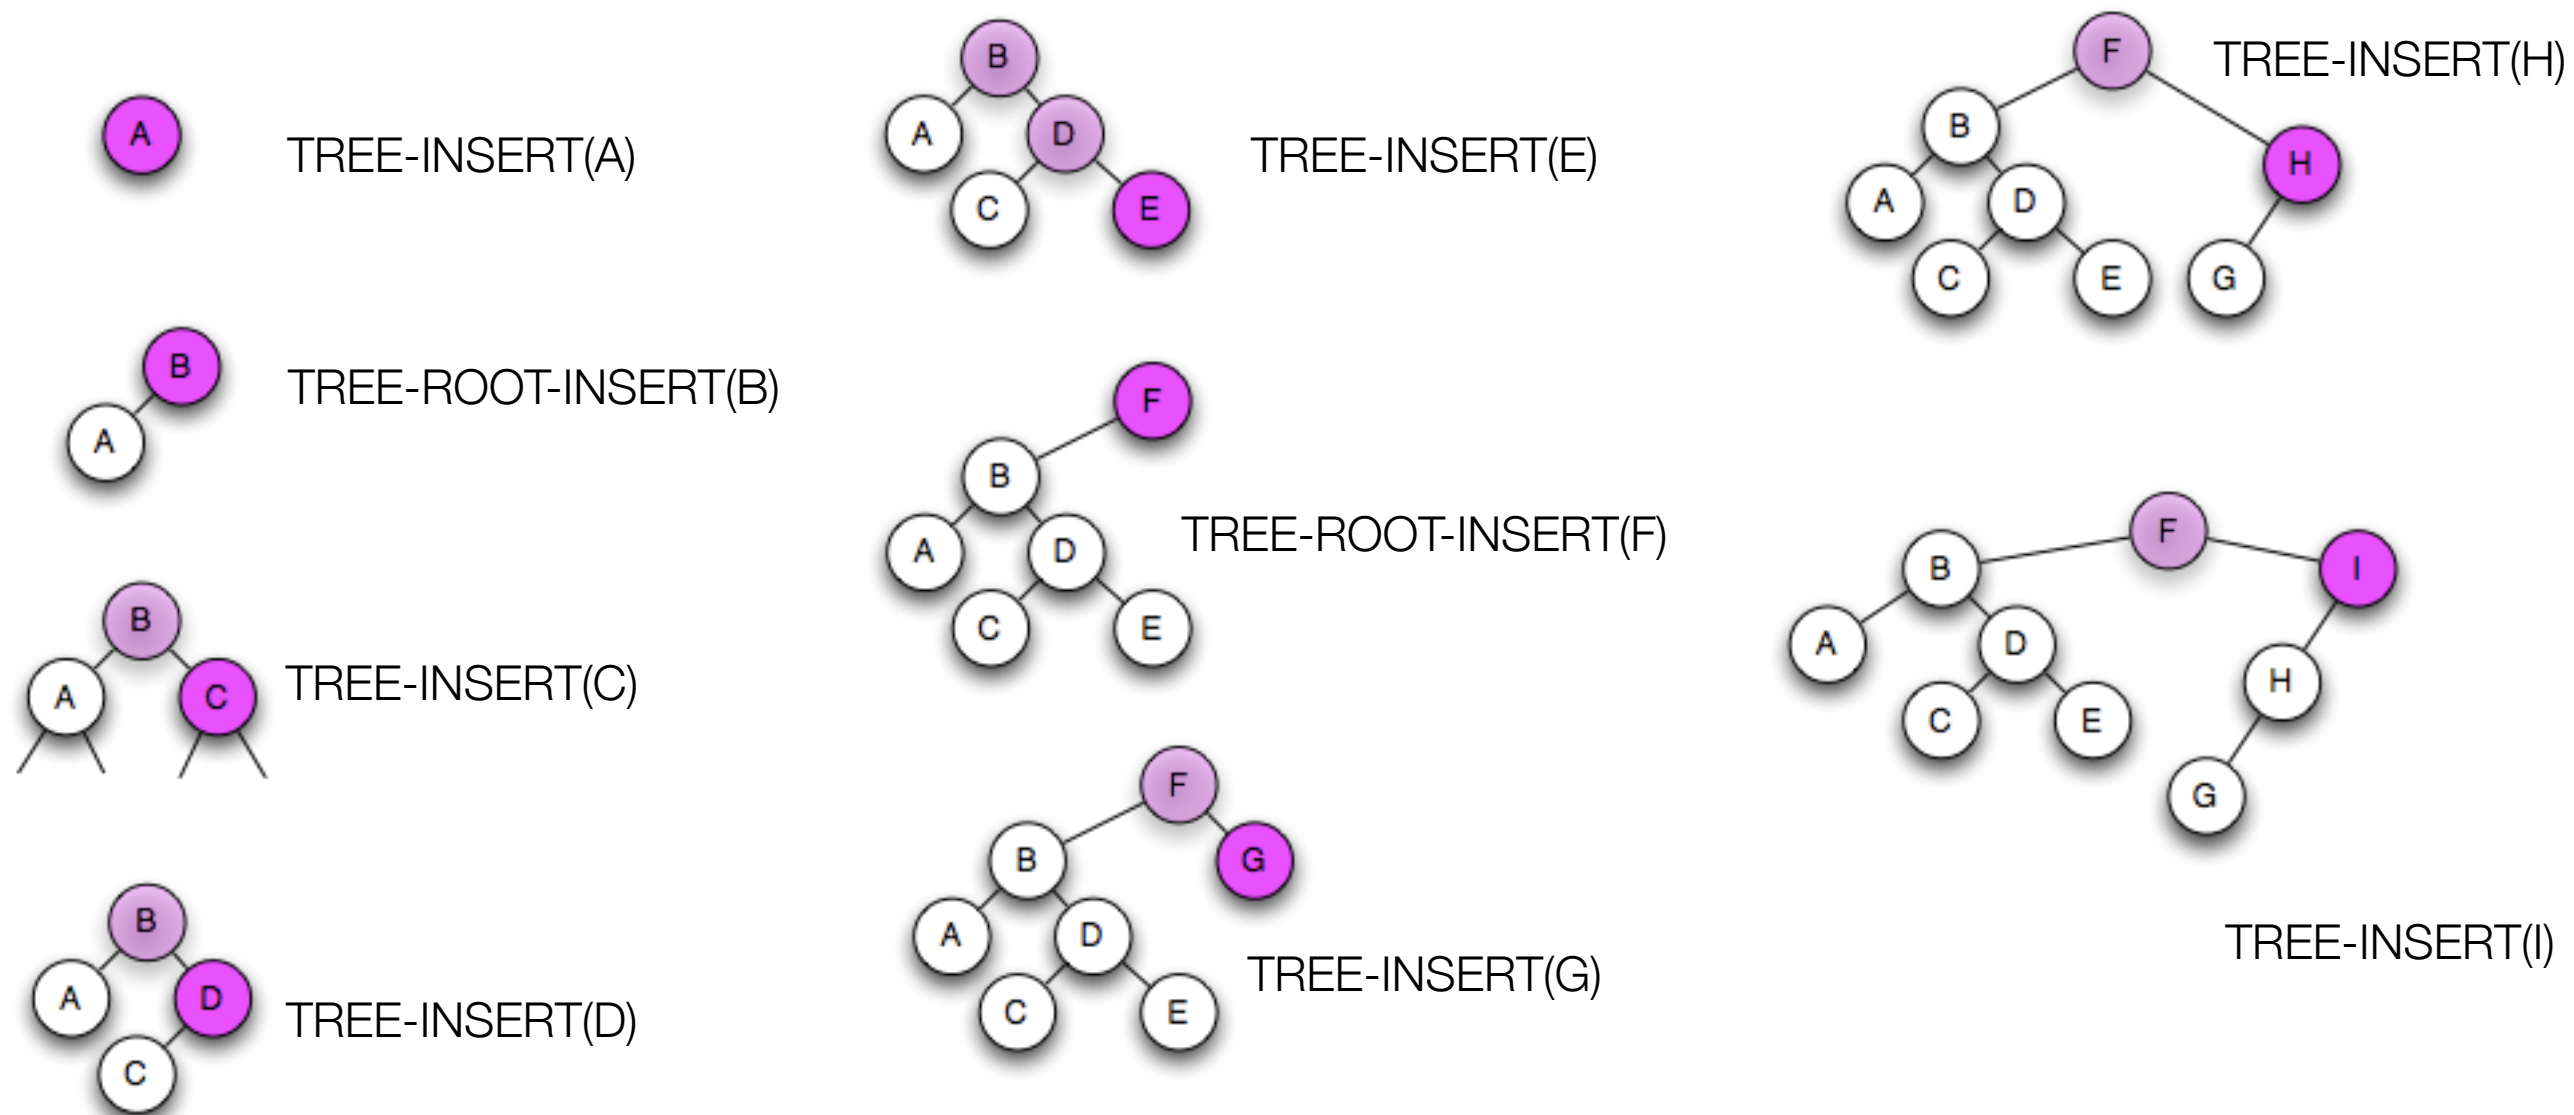 A
TREE-INSERT(A)
B
A
TREE-ROOT-INSERT(B)
B
A
C
TREE-INSERT(C)
B
A
D
C
TREE-INSERT(D)
B
A
D
C
E
TREE-INSERT(E)
F
B
A
D
C
E
TREE-ROOT-INSERT(F)
F
B
G
A
D
C
E
TREE-INSERT(G)
F
B
H
A
D
C
E
G
TREE-INSERT(H)
F
B
I
A
D
H
C
E
G
TREE-INSERT(I)